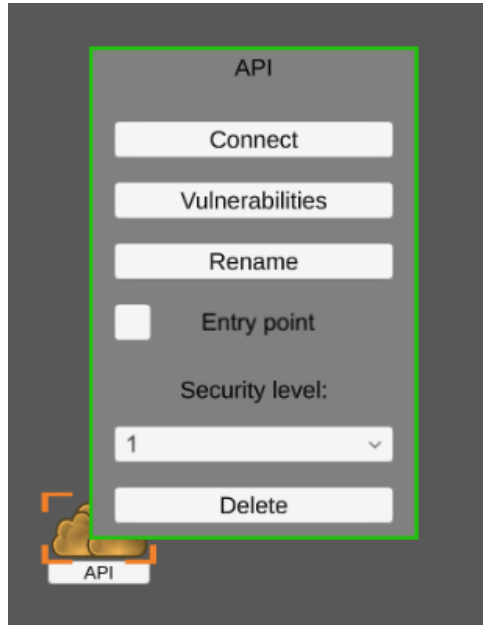 API
Connect
Vulnerabilities
Rename
Entry point
Security level:
1
Delete
API